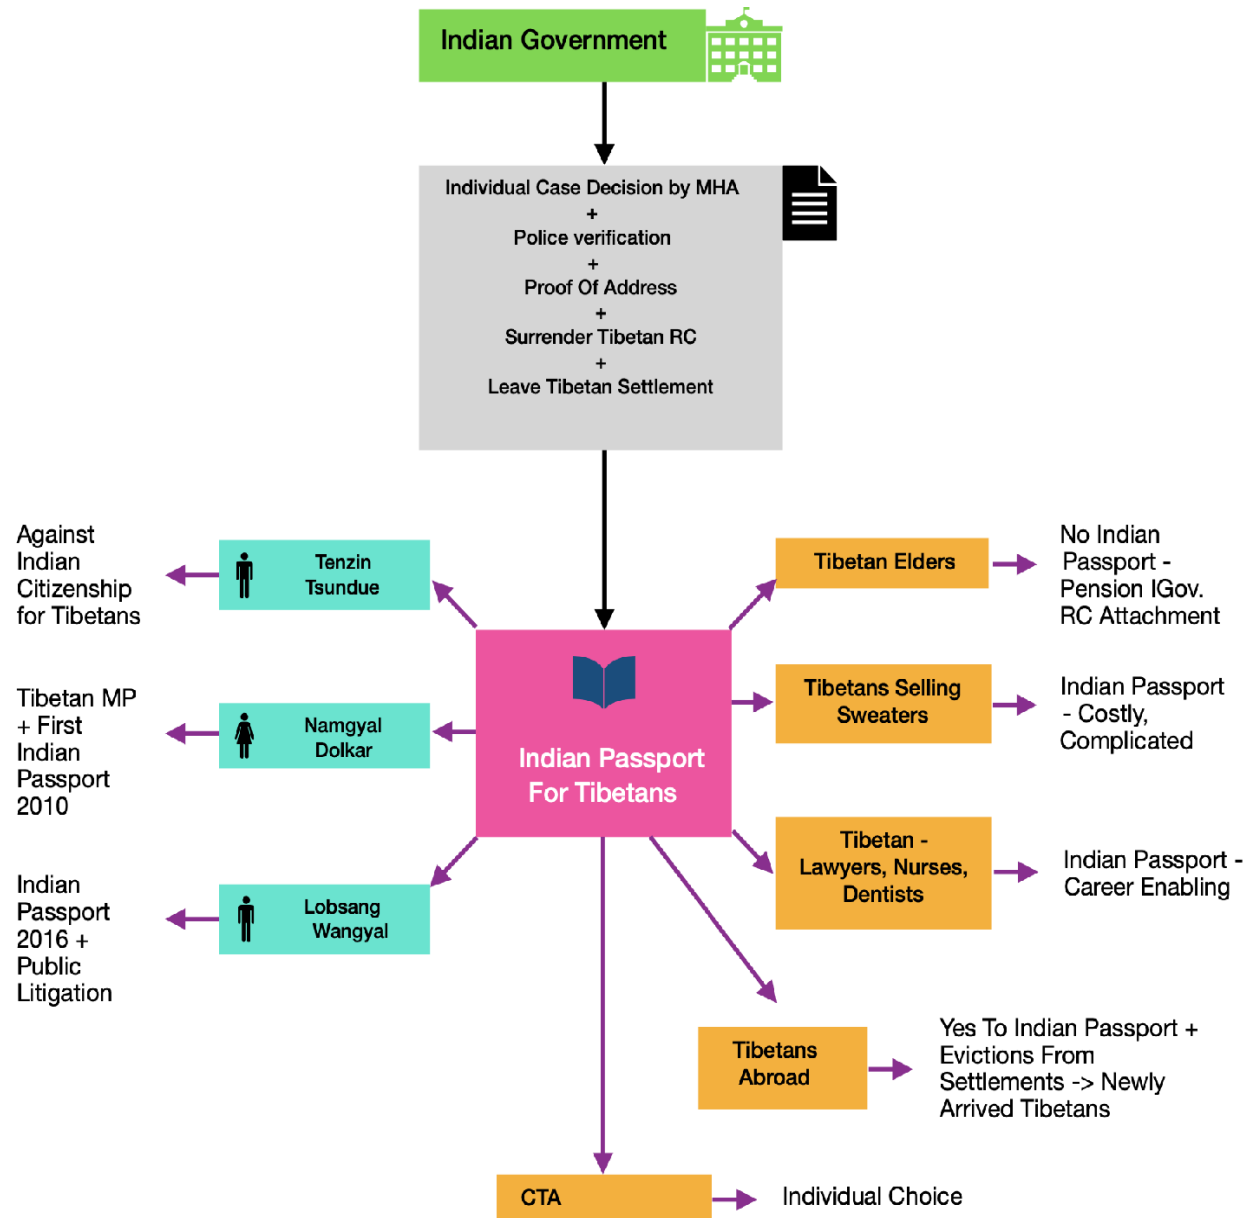 Indian Government
Individual Case Decision by MHA
+
Police verification
+
Proof Of Address
+
Surrender Tibetan RC
+
Leave Tibetan Settlement
Against
Indian
Citizenship
for Tibetans
Tenzin
Tsundue
Tibetan MP
+ First
Indian
Passport
2010
Namgyal
Dolkar
Indian
Passport
2016 +
Public
Litigation
Lobsang
Wangyal
Indian Passport
For Tibetans
Tibetan Elders
No Indian
Passport -
Pension IGov.
RC Attachment
Tibetans Selling
Sweaters
Indian Passport
- Costly,
Complicated
Tibetan -
Lawyers, Nurses,
Dentists
Indian Passport -
Career Enabling
Tibetans
Abroad
Yes To Indian Passport +
Evictions From
Settlements -> Newly
Arrived Tibetans
CTA
Individual Choice